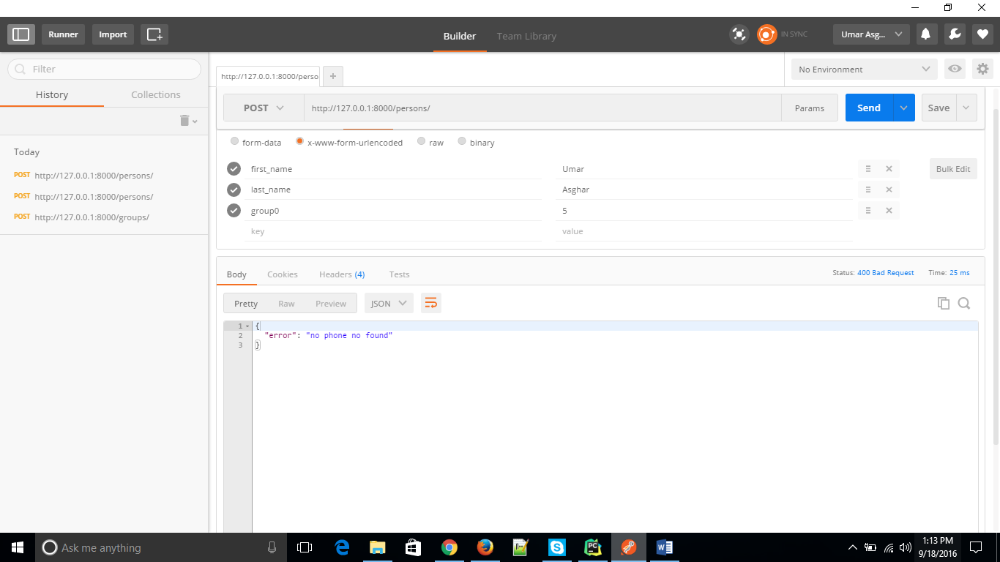 Runner
Import
Builder
Team Library
IN SYNC
Umar Asg...
Filter
History
Collections
Today
POST http://127.0.0.1:8000/persons/
POST http://127.0.0.1:8000/persons/
POST http://127.0.0.1:8000/groups/
http://127.0.0.1:8000/perso
+
No Environment
POST
http://127.0.0.1:8000/persons/
Params
Send
Save
form-data
x-www-form-urlencoded
raw
binary
first_name Umar
Bulk Edit
last_name Asghar
group0 5
key value
Body
Cookies
Headers (4)
Tests
Status: 400 Bad Request
Time: 25 ms
Pretty
Raw
Preview
JSON
1 {
2 "error": "no phone no found"
3 }
Ask me anything
PC
1:13 PM
9/18/2016